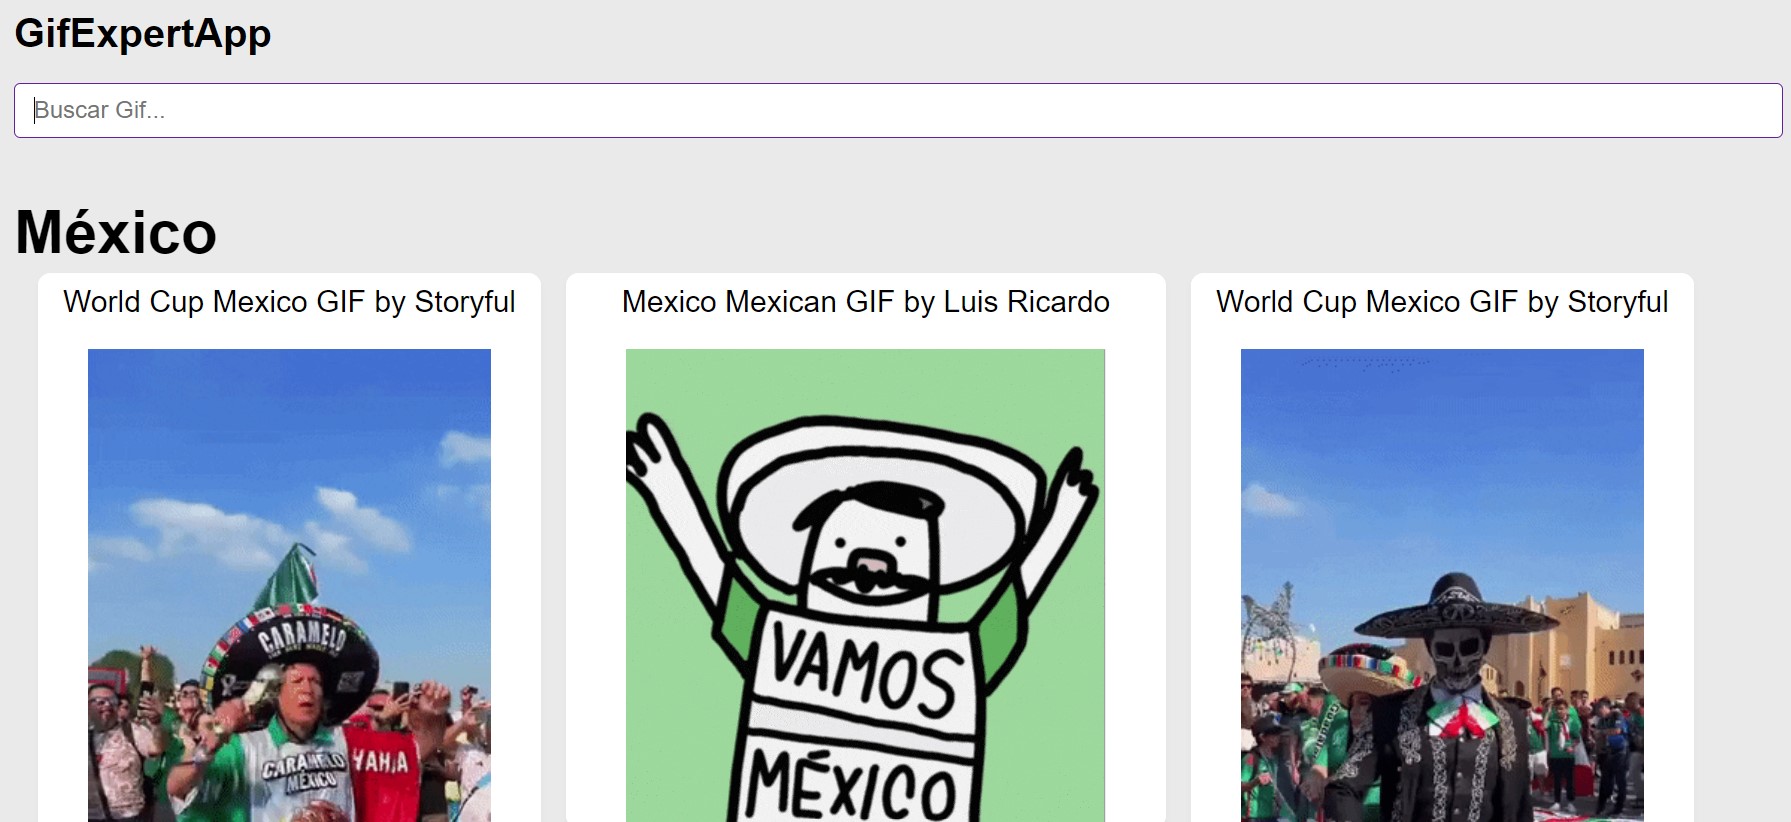 GifExpertApp
Buscar Gif...
México
World Cup Mexico GIF by Storyful
Mexico Mexican GIF by Luis Ricardo
World Cup Mexico GIF by Storyful
CARAMELO
CARAMELO
MÉXICO
VAMOS
MÉXICO